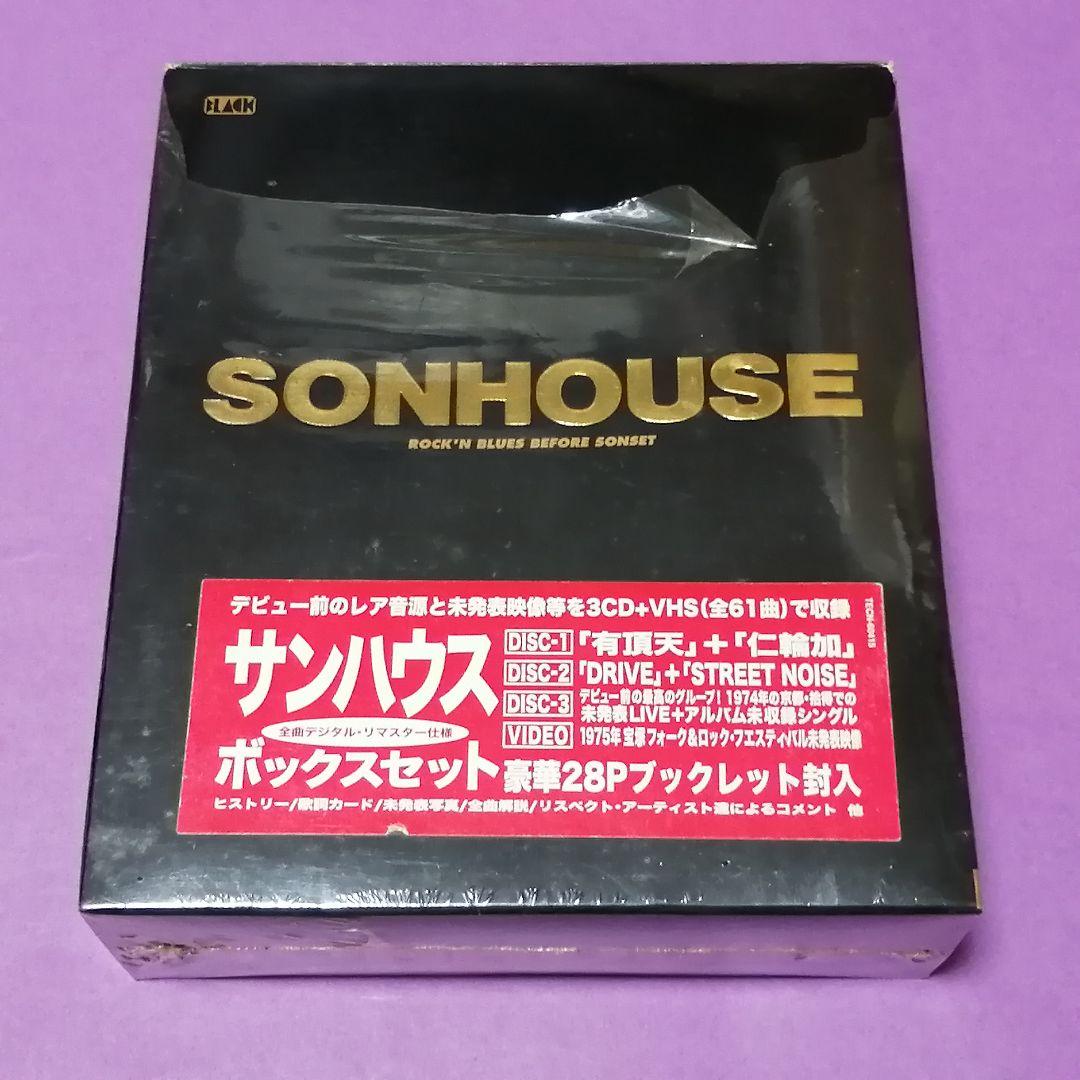 BLACK
SONHOUSE
ROCK'N BLUES BEFORE SONSET
デビュー前のレア音源と未発表映像等を3CD+VHS(全61曲)で収録
サンハウス
全曲デジタル・リマスター仕様
ボックスセット
DISC-1 「有頂天」+「仁輪加」
DISC-2 「DRIVE」+「STREET NOISE」
DISC-3 デビュー前の最高のグループ! 1974年の京都・拾得での
未発表LIVE+アルバム未収録シングル
VIDEO 1975年 宝塚フォーク&ロック・フェスティバル未発表映像
豪華28Pブックレット封入
ヒストリー/歌詞カード/未発表写真/全曲解説/リスペクト・アーティスト達によるコメント 他